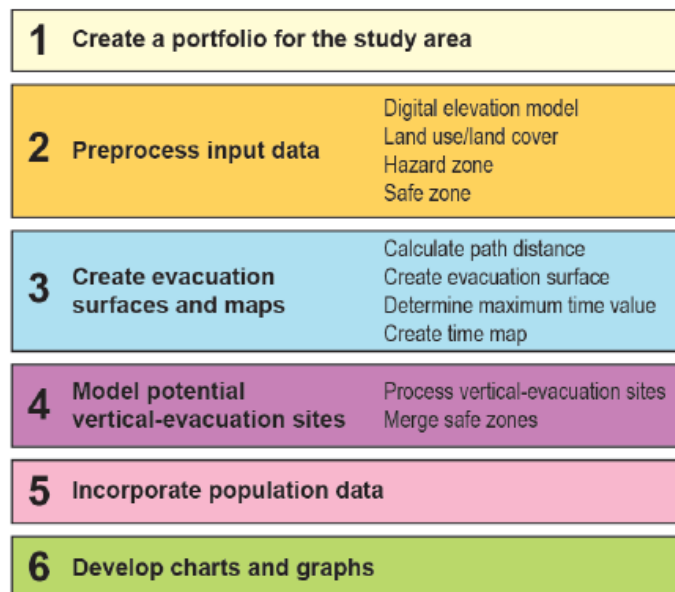 1 Create a portfolio for the study area
2 Preprocess input data
Digital elevation model
Land use/land cover
Hazard zone
Safe zone
3 Create evacuation
surfaces and maps
Calculate path distance
Create evacuation surface
Determine maximum time value
Create time map
4 Model potential
vertical-evacuation sites
Process vertical-evacuation sites
Merge safe zones
5 Incorporate population data
6 Develop charts and graphs